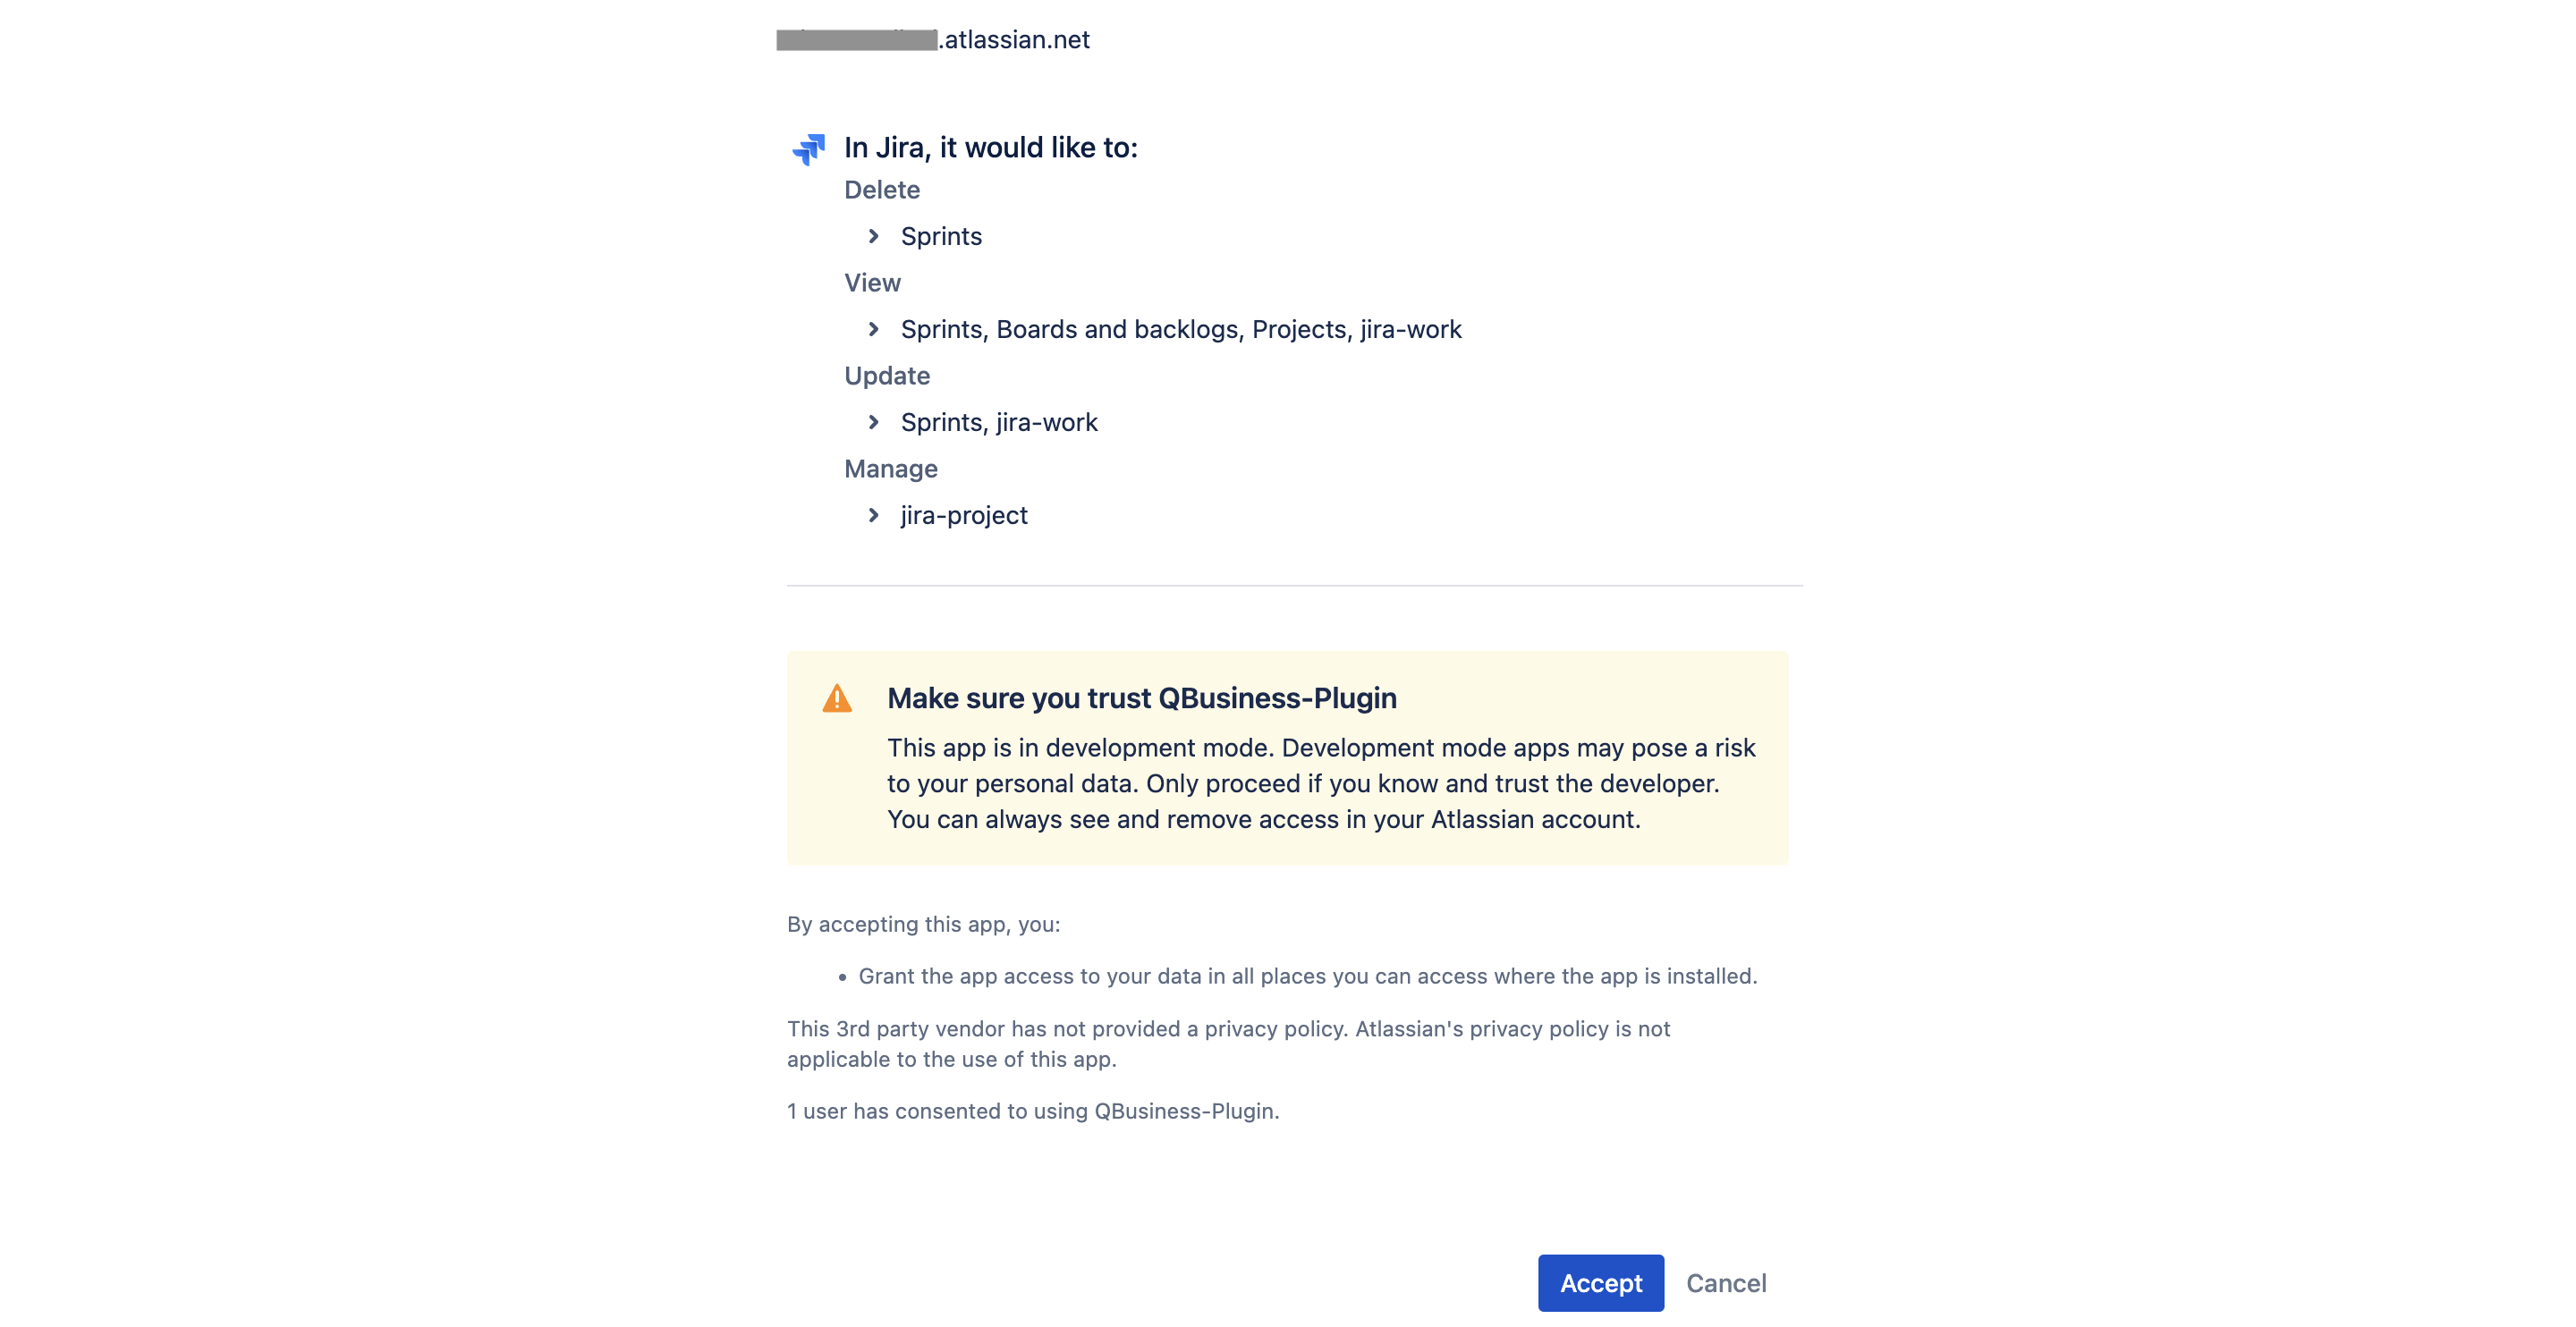 .atlassian.net
In Jira, it would like to:
Delete
Sprints
View
Sprints, Boards and backlogs, Projects, jira-work
Update
Sprints, jira-work
Manage
jira-project
Make sure you trust QBusiness-Plugin
This app is in development mode. Development mode apps may pose a risk
to your personal data. Only proceed if you know and trust the developer.
You can always see and remove access in your Atlassian account.
By accepting this app, you:
• Grant the app access to your data in all places you can access where the app is installed.
This 3rd party vendor has not provided a privacy policy. Atlassian's privacy policy is not
applicable to the use of this app.
1 user has consented to using QBusiness-Plugin.
Accept Cancel